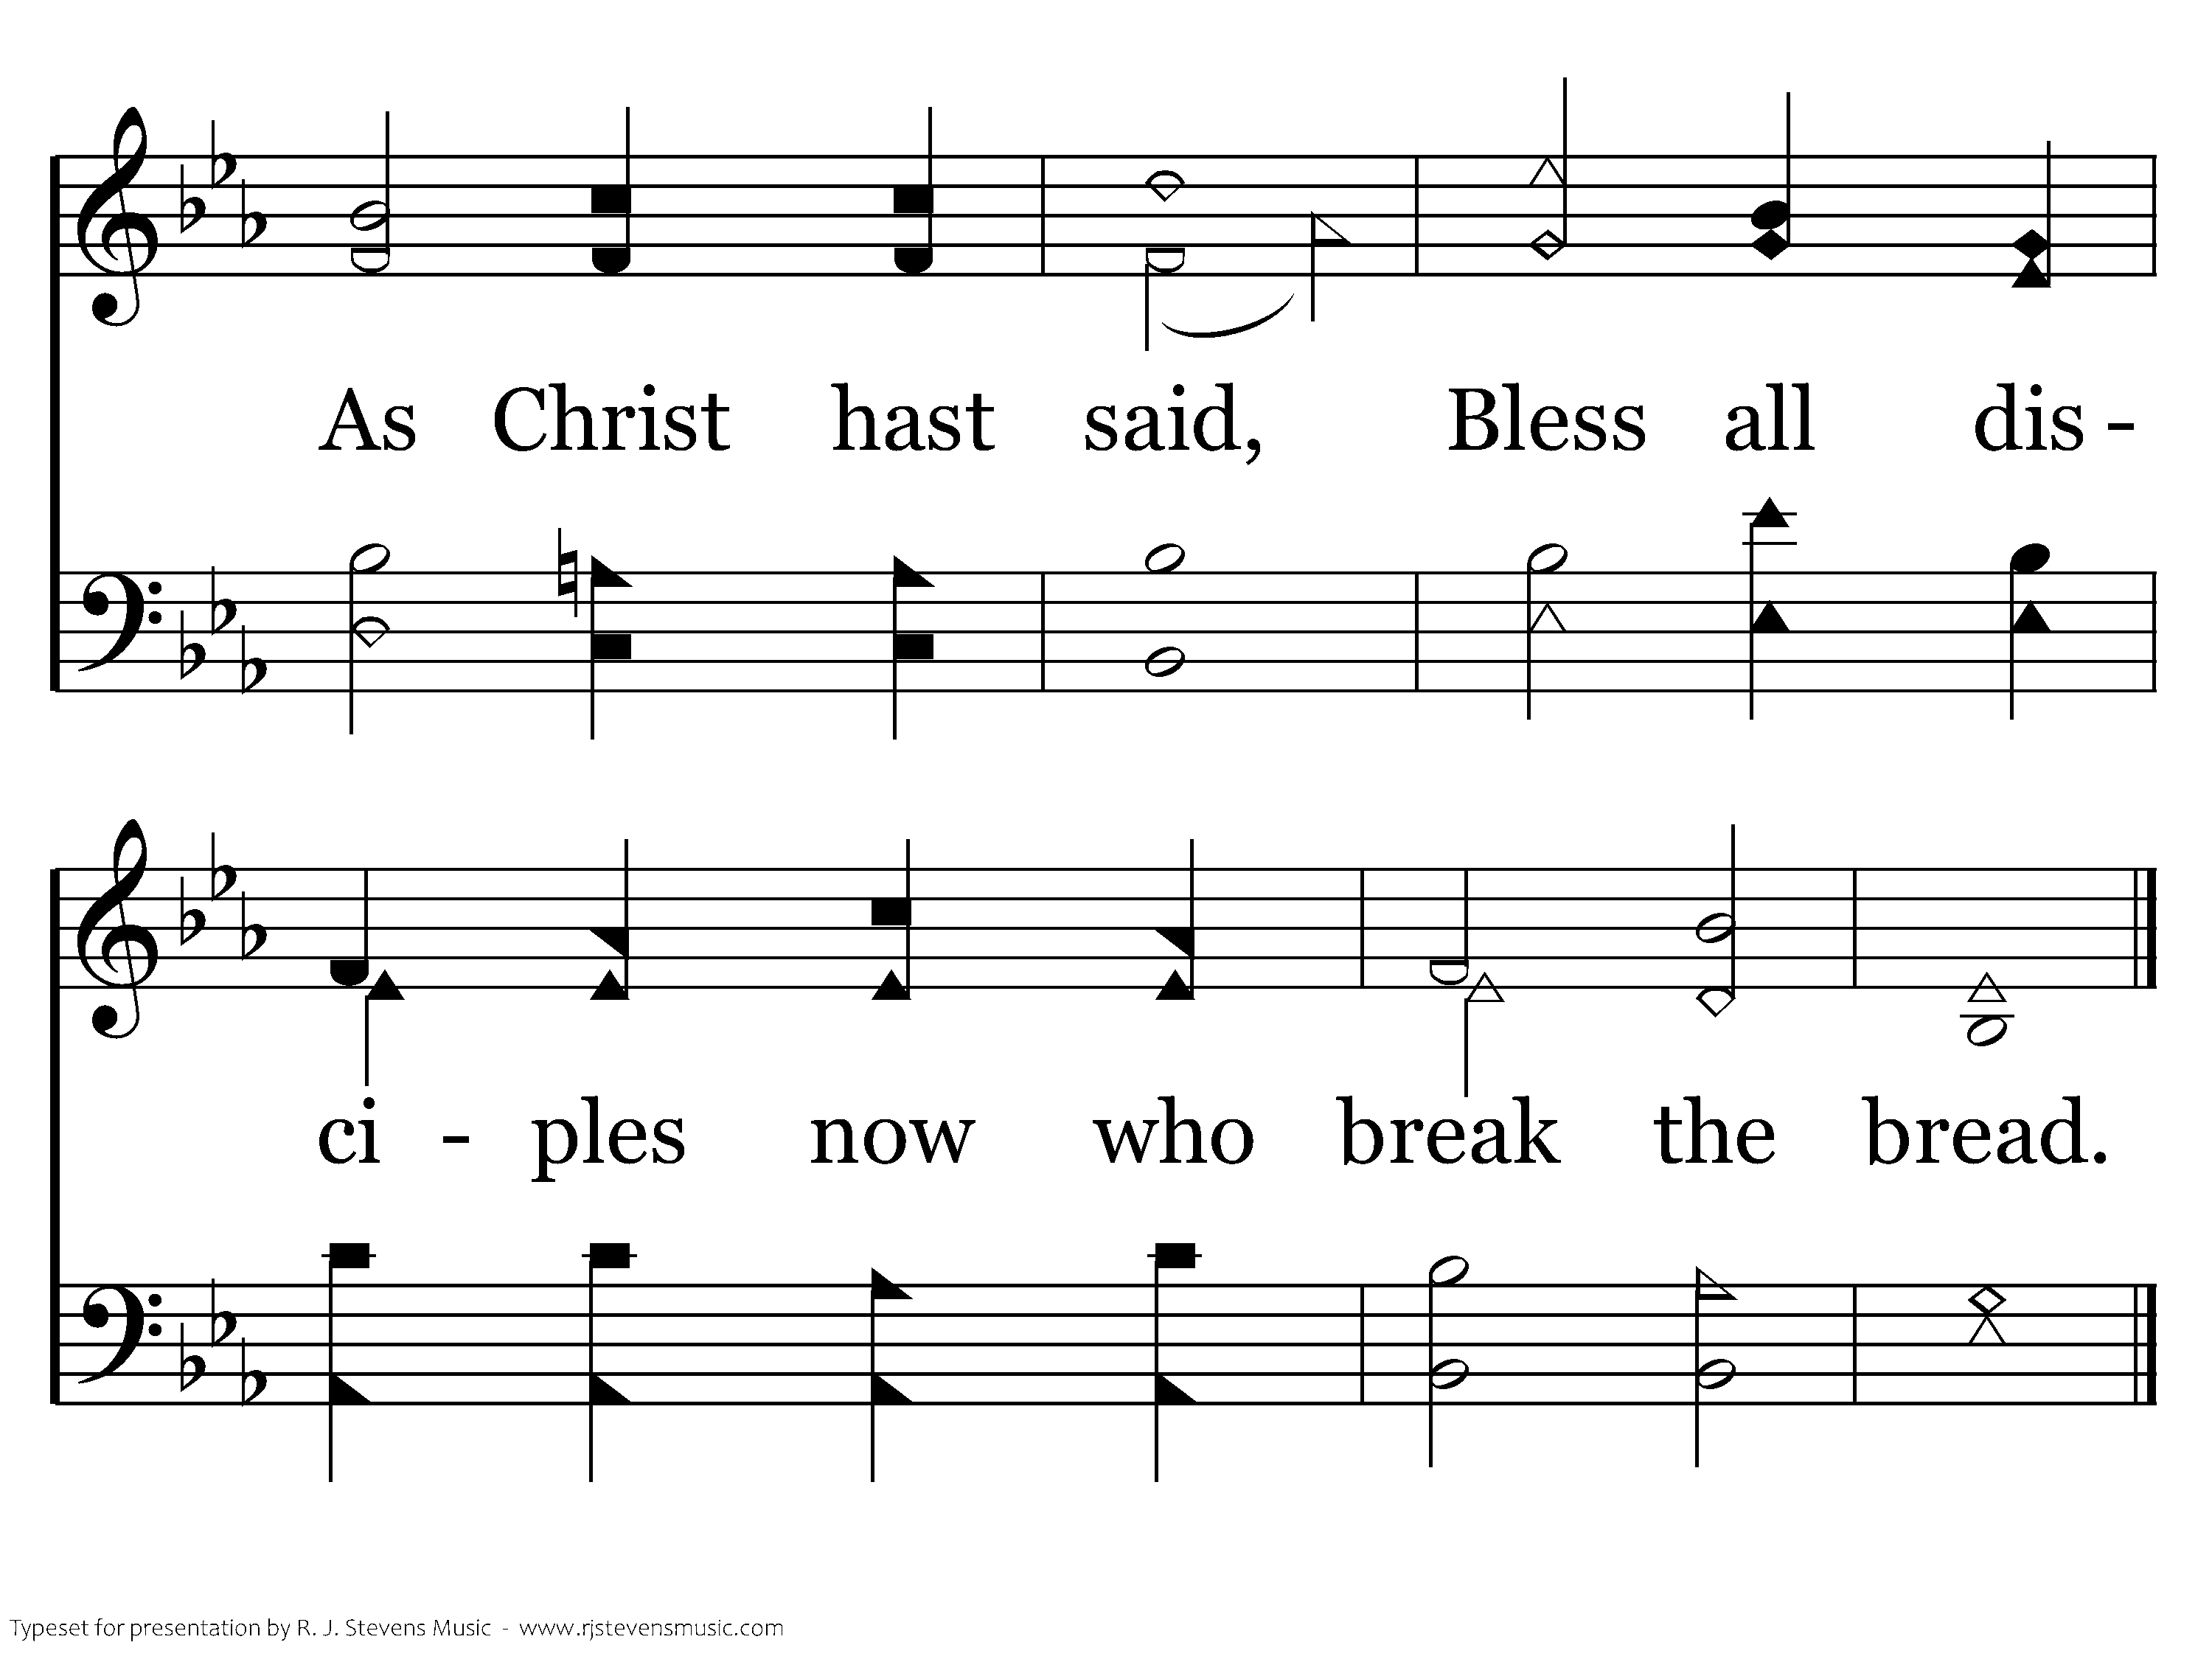 As Christ hast said, Bless all dis -
ci - ples now who break the bread.
Typeset for presentation by R. J. Stevens Music - www.rjstevensmusic.com